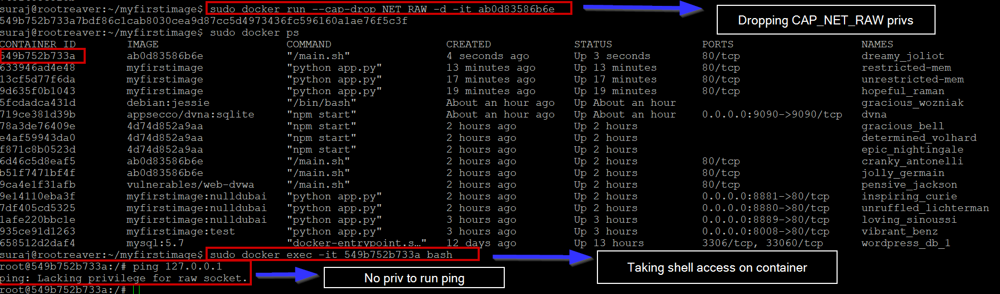 suraj@rootreaver:~/myfirstimage$ sudo docker run --cap-drop NET_RAW -d -it ab0d83586b6e
Dropping CAP_NET_RAW privs
549b752b733a7bdf86c1cab8030cea9d87cc5d4973436fc596160a1ae76f5c3f
suraj@rootreaver:~/myfirstimage$ sudo docker ps
CONTAINER ID IMAGE COMMAND CREATED STATUS PORTS NAMES
549b752b733a ab0d83586b6e "/main.sh" 4 seconds ago Up 3 seconds 80/tcp dreamy_joliot
633946ad4e48 myfirstimage "python app.py" 13 minutes ago Up 13 minutes 80/tcp restricted-mem
13cf5d77f6da myfirstimage "python app.py" 17 minutes ago Up 17 minutes 80/tcp unrestricted-mem
9d635f0b1043 myfirstimage "python app.py" 19 minutes ago Up 19 minutes 80/tcp hopeful_raman
5fcdadca431d debian:jessie "/bin/bash" About an hour ago Up About an hour gracious_wozniak
719ce381d39b appsecco/dvna:sqlite "npm start" About an hour ago Up About an hour 0.0.0.0:9090->9090/tcp dvna
78a3de76409e 4d74d852a9aa "npm start" 2 hours ago Up 2 hours gracious_bell
e4af59943da0 4d74d852a9aa "npm start" 2 hours ago Up 2 hours determined_volhard
f871c8b0523d 4d74d852a9aa "npm start" 2 hours ago Up 2 hours epic_nightingale
6d46c5d8eaf5 ab0d83586b6e "/main.sh" 2 hours ago Up 2 hours 80/tcp cranky_antonelli
b51f7471bf4f ab0d83586b6e "/main.sh" 2 hours ago Up 2 hours 80/tcp jolly_germain
9ca4e1f31afb vulnerables/web-dvwa "/main.sh" 2 hours ago Up 2 hours 80/tcp pensive_jackson
9e14110eba3f myfirstimage:nulldubai "python app.py" 2 hours ago Up 2 hours 0.0.0.0:8881->80/tcp inspiring_curie
7df405cd5325 myfirstimage:nulldubai "python app.py" 2 hours ago Up 2 hours 0.0.0.0:8880->80/tcp unruffled_lichterman
1afe220bbc1e myfirstimage:nulldubai "python app.py" 3 hours ago Up 3 hours 0.0.0.0:8889->80/tcp loving_sinoussi
935ce91d1263 myfirstimage:test "python app.py" 3 hours ago Up 3 hours 0.0.0.0:8008->80/tcp vibrant_benz
658512d2daf4 mysql:5.7 "docker-entrypoint.s…" 12 days ago Up 13 hours 3306/tcp, 33060/tcp wordpress_db_1
suraj@rootreaver:~/myfirstimage$ sudo docker exec -it 549b752b733a bash
Taking shell access on container
root@549b752b733a:/# ping 127.0.0.1
ping: Lacking privilege for raw socket.
No priv to run ping
root@549b752b733a:/#